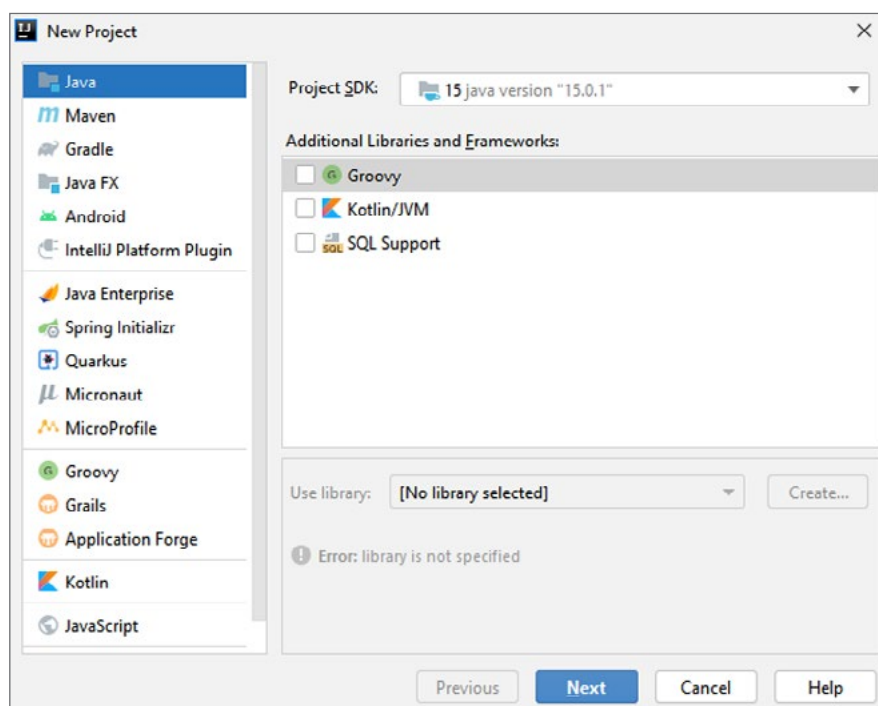 New Project
Java
Maven
Gradle
Java FX
Android
IntelliJ Platform Plugin
Java Enterprise
Spring Initializr
Quarkus
Micronaut
MicroProfile
Groovy
Grails
Application Forge
Kotlin
JavaScript
Project SDK: 15 java version "15.0.1"
Additional Libraries and Frameworks:
Groovy
Kotlin/JVM
SQL Support
Use library: [No library selected] Create...
Error: library is not specified
Previous Next Cancel Help